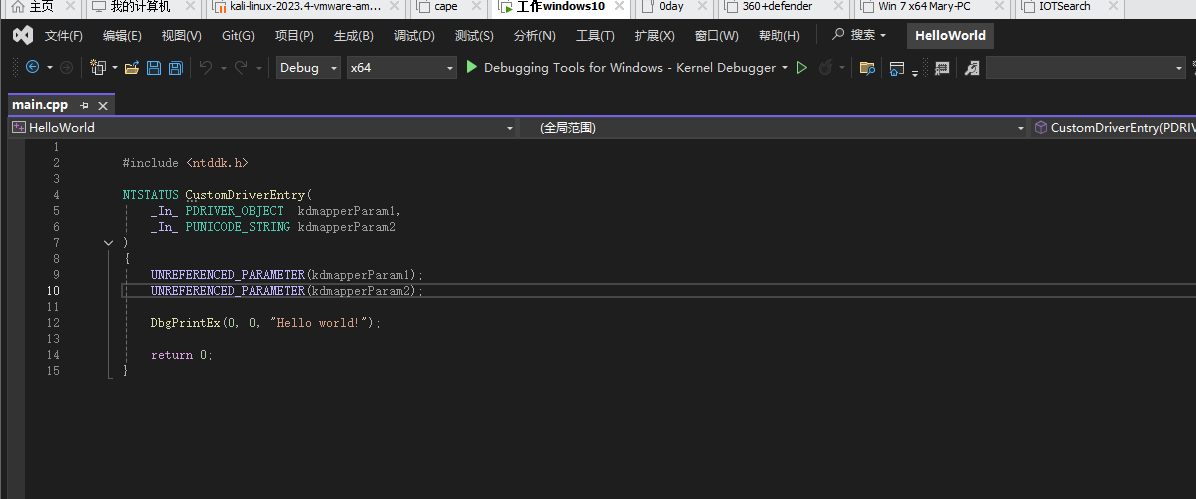 主页 我的计算机 kali-linux-2023.4-vmware-am... cape 工作windows10 0day 360+defender Win 7 x64 Mary-PC IOTSearch
文件(F) 编辑(E) 视图(V) Git(G) 项目(P) 生成(B) 调试(D) 测试(S) 分析(N) 工具(T) 扩展(X) 窗口(W) 帮助(H) 搜索 HelloWorld
Debug x64 Debugging Tools for Windows - Kernel Debugger
main.cpp
HelloWorld (全局范围) CustomDriverEntry(PDRIV
1
2 #include <ntddk.h>
3
4 NTSTATUS CustomDriverEntry(
5 _In_ PDRIVER_OBJECT kdmapperParam1,
6 _In_ PUNICODE_STRING kdmapperParam2
7 )
8 {
9 UNREFERENCED_PARAMETER(kdmapperParam1);
10 UNREFERENCED_PARAMETER(kdmapperParam2);
11
12 DbgPrintEx(0, 0, "Hello world!");
13
14 return 0;
15 }